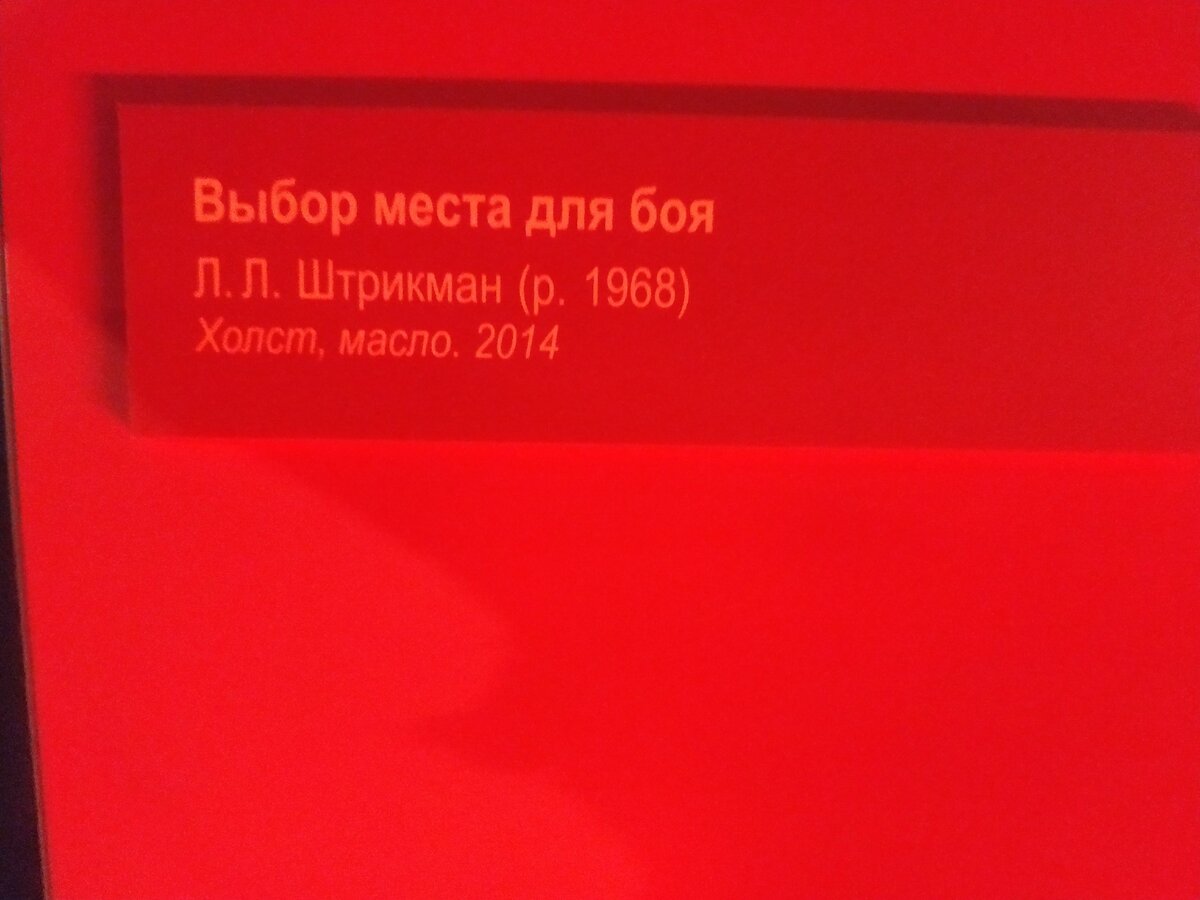 Выбор места для боя
Л. Л. Штрикман (р. 1968)
Холст, масло. 2014